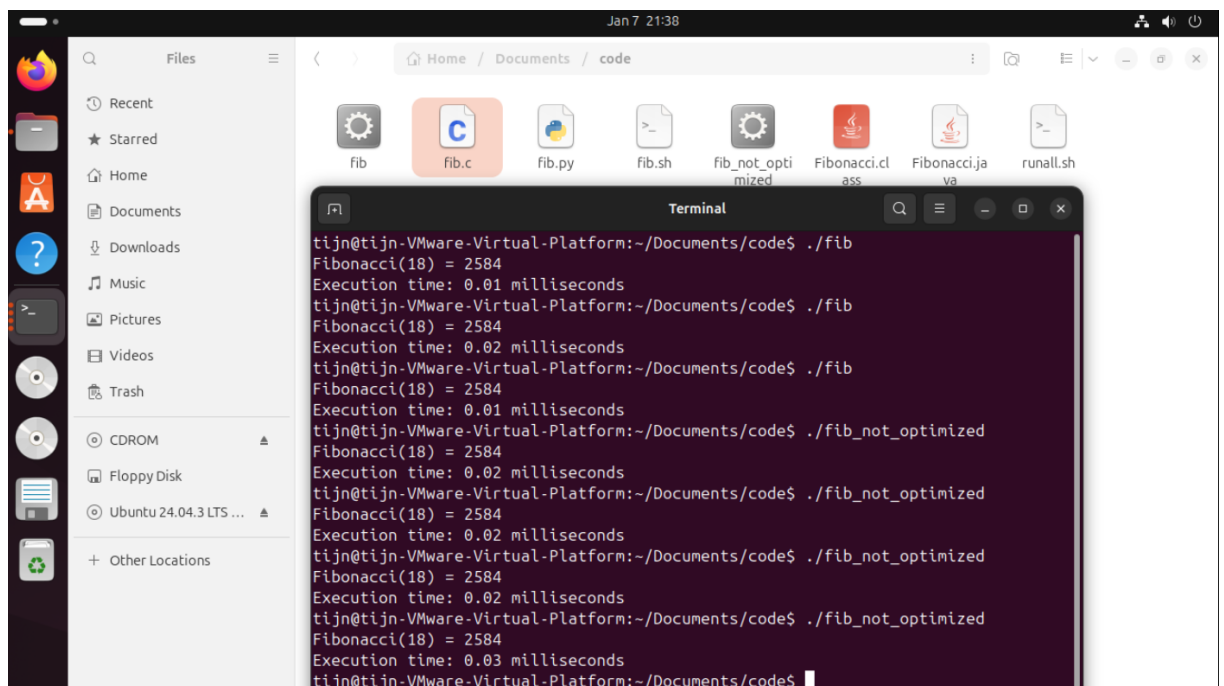 Jan 7 21:38
Files
Home / Documents / code
Recent
Starred
Home
Documents
Downloads
Music
Pictures
Videos
Trash
CDROM
Floppy Disk
Ubuntu 24.04.3 LTS ...
+ Other Locations
C
>_
>_
fib
fib.c
fib.py
fib.sh
fib_not_opti
mized
Fibonacci.cl
ass
Fibonacci.ja
va
runall.sh
Terminal
tijn@tijn-VMware-Virtual-Platform:~/Documents/code$ ./fib
Fibonacci(18) = 2584
Execution time: 0.01 milliseconds
tijn@tijn-VMware-Virtual-Platform:~/Documents/code$ ./fib
Fibonacci(18) = 2584
Execution time: 0.02 milliseconds
tijn@tijn-VMware-Virtual-Platform:~/Documents/code$ ./fib
Fibonacci(18) = 2584
Execution time: 0.01 milliseconds
tijn@tijn-VMware-Virtual-Platform:~/Documents/code$ ./fib_not_optimized
Fibonacci(18) = 2584
Execution time: 0.02 milliseconds
tijn@tijn-VMware-Virtual-Platform:~/Documents/code$ ./fib_not_optimized
Fibonacci(18) = 2584
Execution time: 0.02 milliseconds
tijn@tijn-VMware-Virtual-Platform:~/Documents/code$ ./fib_not_optimized
Fibonacci(18) = 2584
Execution time: 0.02 milliseconds
tijn@tijn-VMware-Virtual-Platform:~/Documents/code$ ./fib_not_optimized
Fibonacci(18) = 2584
Execution time: 0.03 milliseconds
tijn@tijn-VMware-Virtual-Platform:~/Documents/code$